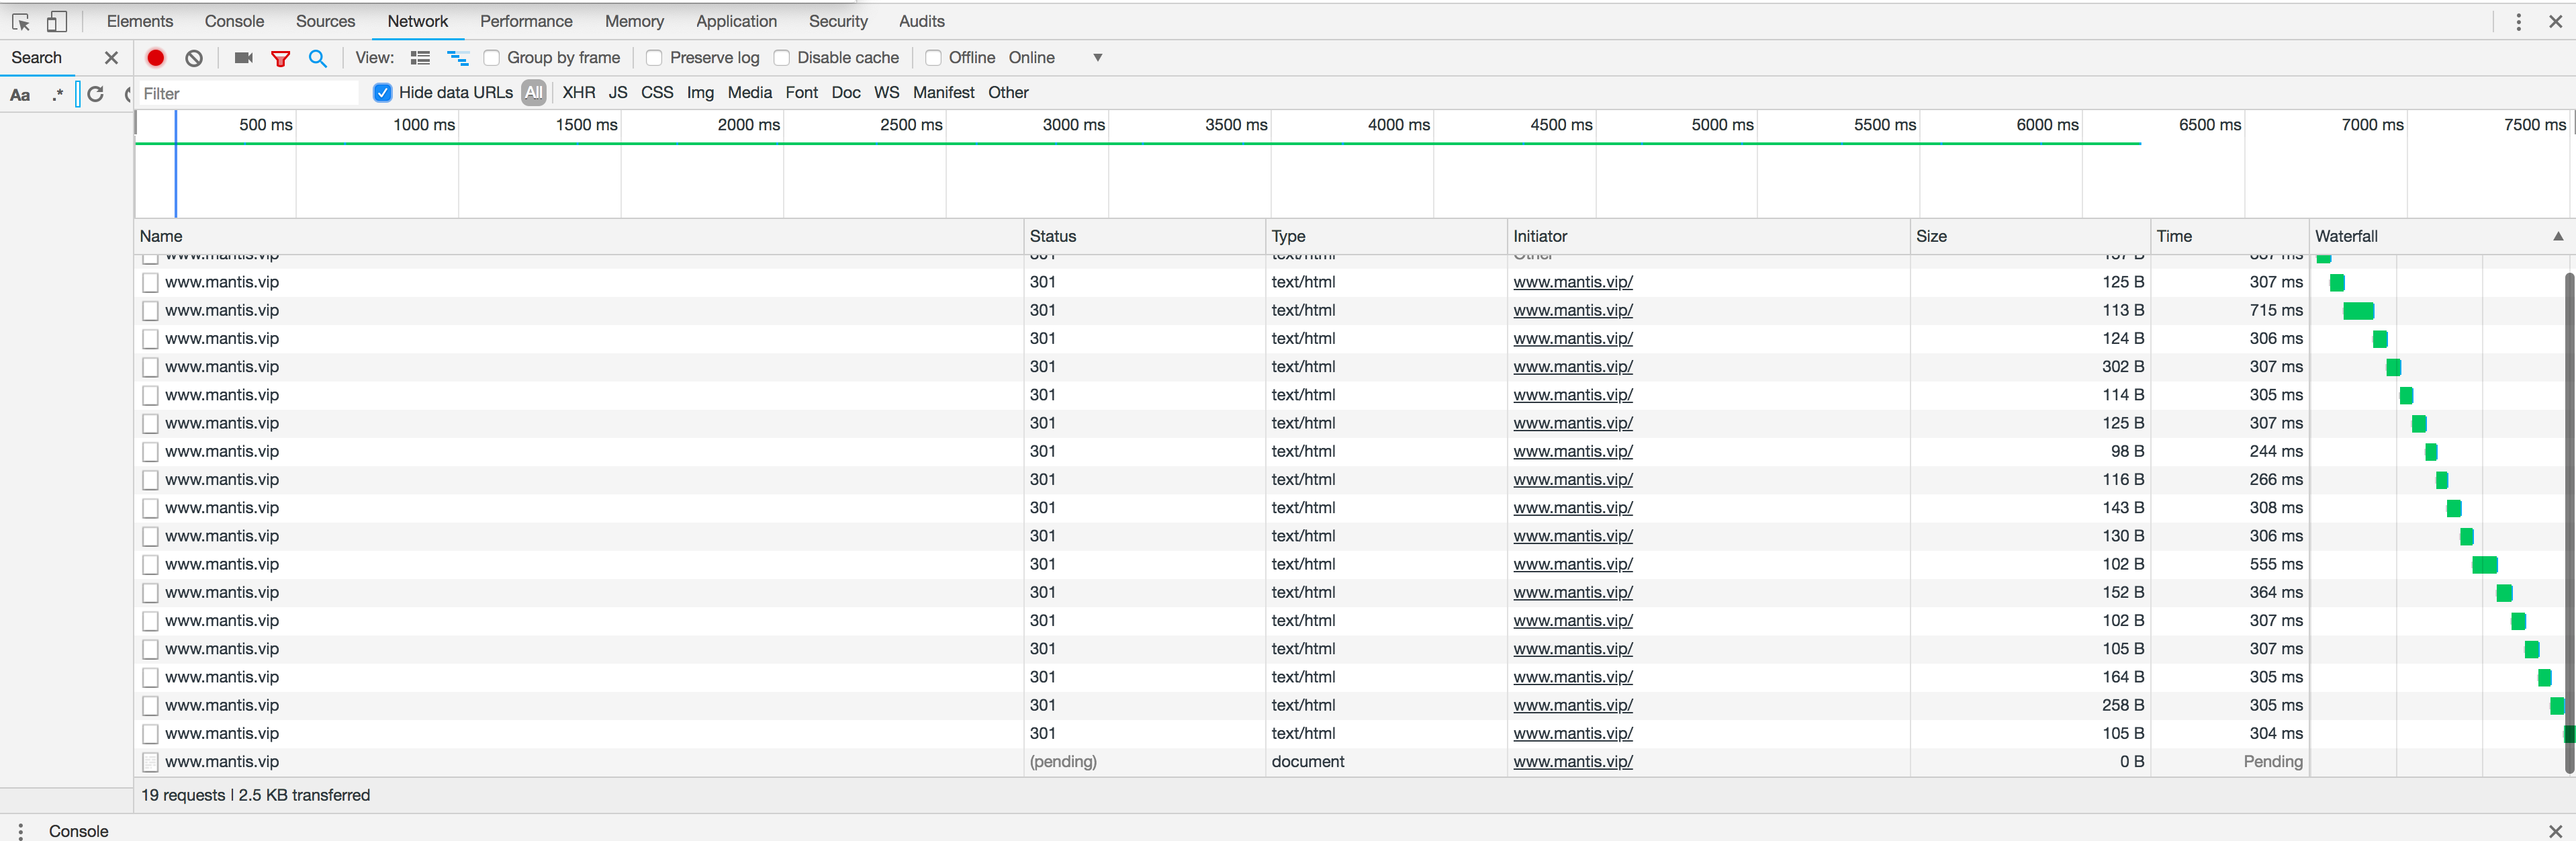 Elements Console Sources Network Performance Memory Application Security Audits
Search View: Group by frame Preserve log Disable cache Offline Online
Aa .* Filter Hide data URLs All XHR JS CSS Img Media Font Doc WS Manifest Other
500 ms 1000 ms 1500 ms 2000 ms 2500 ms 3000 ms 3500 ms 4000 ms 4500 ms 5000 ms 5500 ms 6000 ms 6500 ms 7000 ms 7500 ms
Name Status Type Initiator Size Time Waterfall
www.mantis.vip 301 text/html Other
www.mantis.vip 301 text/html www.mantis.vip/ 125 B 307 ms
www.mantis.vip 301 text/html www.mantis.vip/ 113 B 715 ms
www.mantis.vip 301 text/html www.mantis.vip/ 124 B 306 ms
www.mantis.vip 301 text/html www.mantis.vip/ 302 B 307 ms
www.mantis.vip 301 text/html www.mantis.vip/ 114 B 305 ms
www.mantis.vip 301 text/html www.mantis.vip/ 125 B 307 ms
www.mantis.vip 301 text/html www.mantis.vip/ 98 B 244 ms
www.mantis.vip 301 text/html www.mantis.vip/ 116 B 266 ms
www.mantis.vip 301 text/html www.mantis.vip/ 143 B 308 ms
www.mantis.vip 301 text/html www.mantis.vip/ 130 B 306 ms
www.mantis.vip 301 text/html www.mantis.vip/ 102 B 555 ms
www.mantis.vip 301 text/html www.mantis.vip/ 152 B 364 ms
www.mantis.vip 301 text/html www.mantis.vip/ 102 B 307 ms
www.mantis.vip 301 text/html www.mantis.vip/ 105 B 307 ms
www.mantis.vip 301 text/html www.mantis.vip/ 164 B 305 ms
www.mantis.vip 301 text/html www.mantis.vip/ 258 B 305 ms
www.mantis.vip 301 text/html www.mantis.vip/ 105 B 304 ms
www.mantis.vip (pending) document www.mantis.vip/ 0 B Pending
19 requests | 2.5 KB transferred
Console